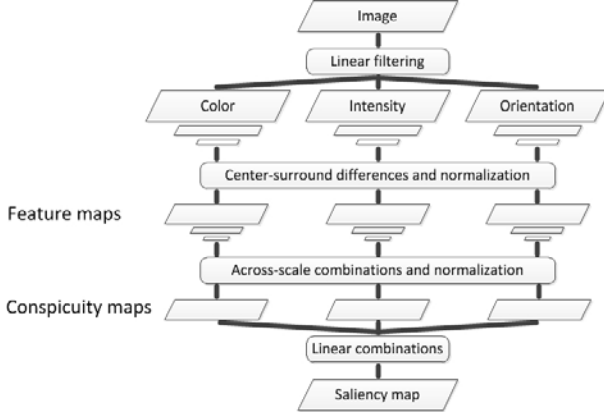 Image
Linear filtering
Color
Intensity
Orientation
Center-surround differences and normalization
Feature maps
Across-scale combinations and normalization
Conspicuity maps
Linear combinations
Saliency map